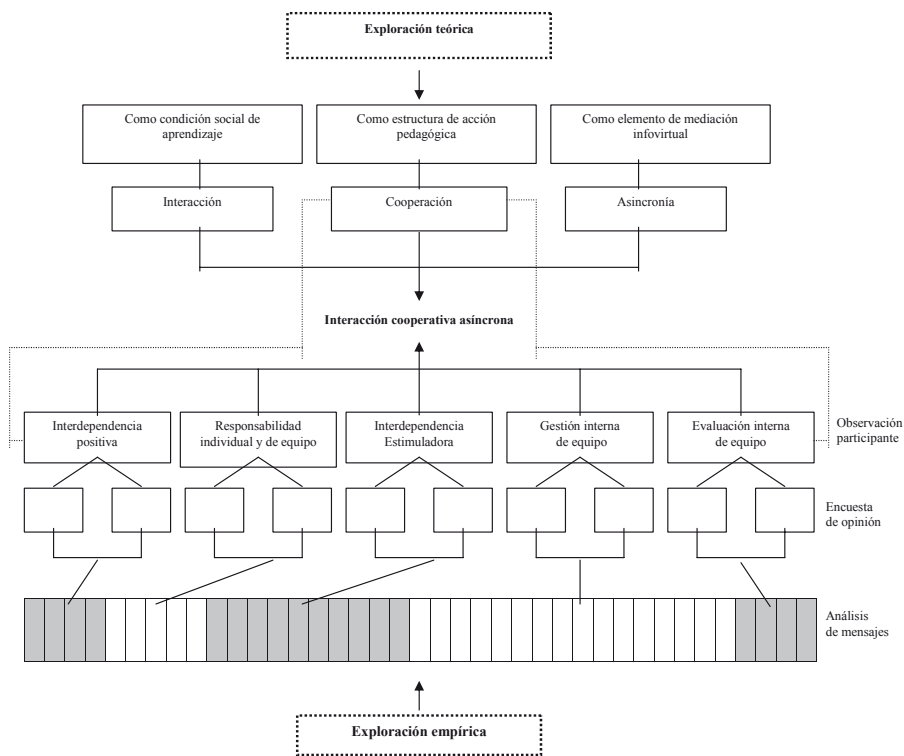 Exploración teórica
Como condición social de
aprendizaje
Como estructura de acción
pedagógica
Como elemento de mediación
infovirtual
Interacción
Cooperación
Asincronía
Interacción cooperativa asíncrona
Interdependencia
positiva
Responsabilidad
individual y de equipo
Interdependencia
Estimuladora
Gestión interna
de equipo
Evaluación interna
de equipo
Observación
participante
Encuesta
de opinión
Análisis
de mensajes
Exploración empírica